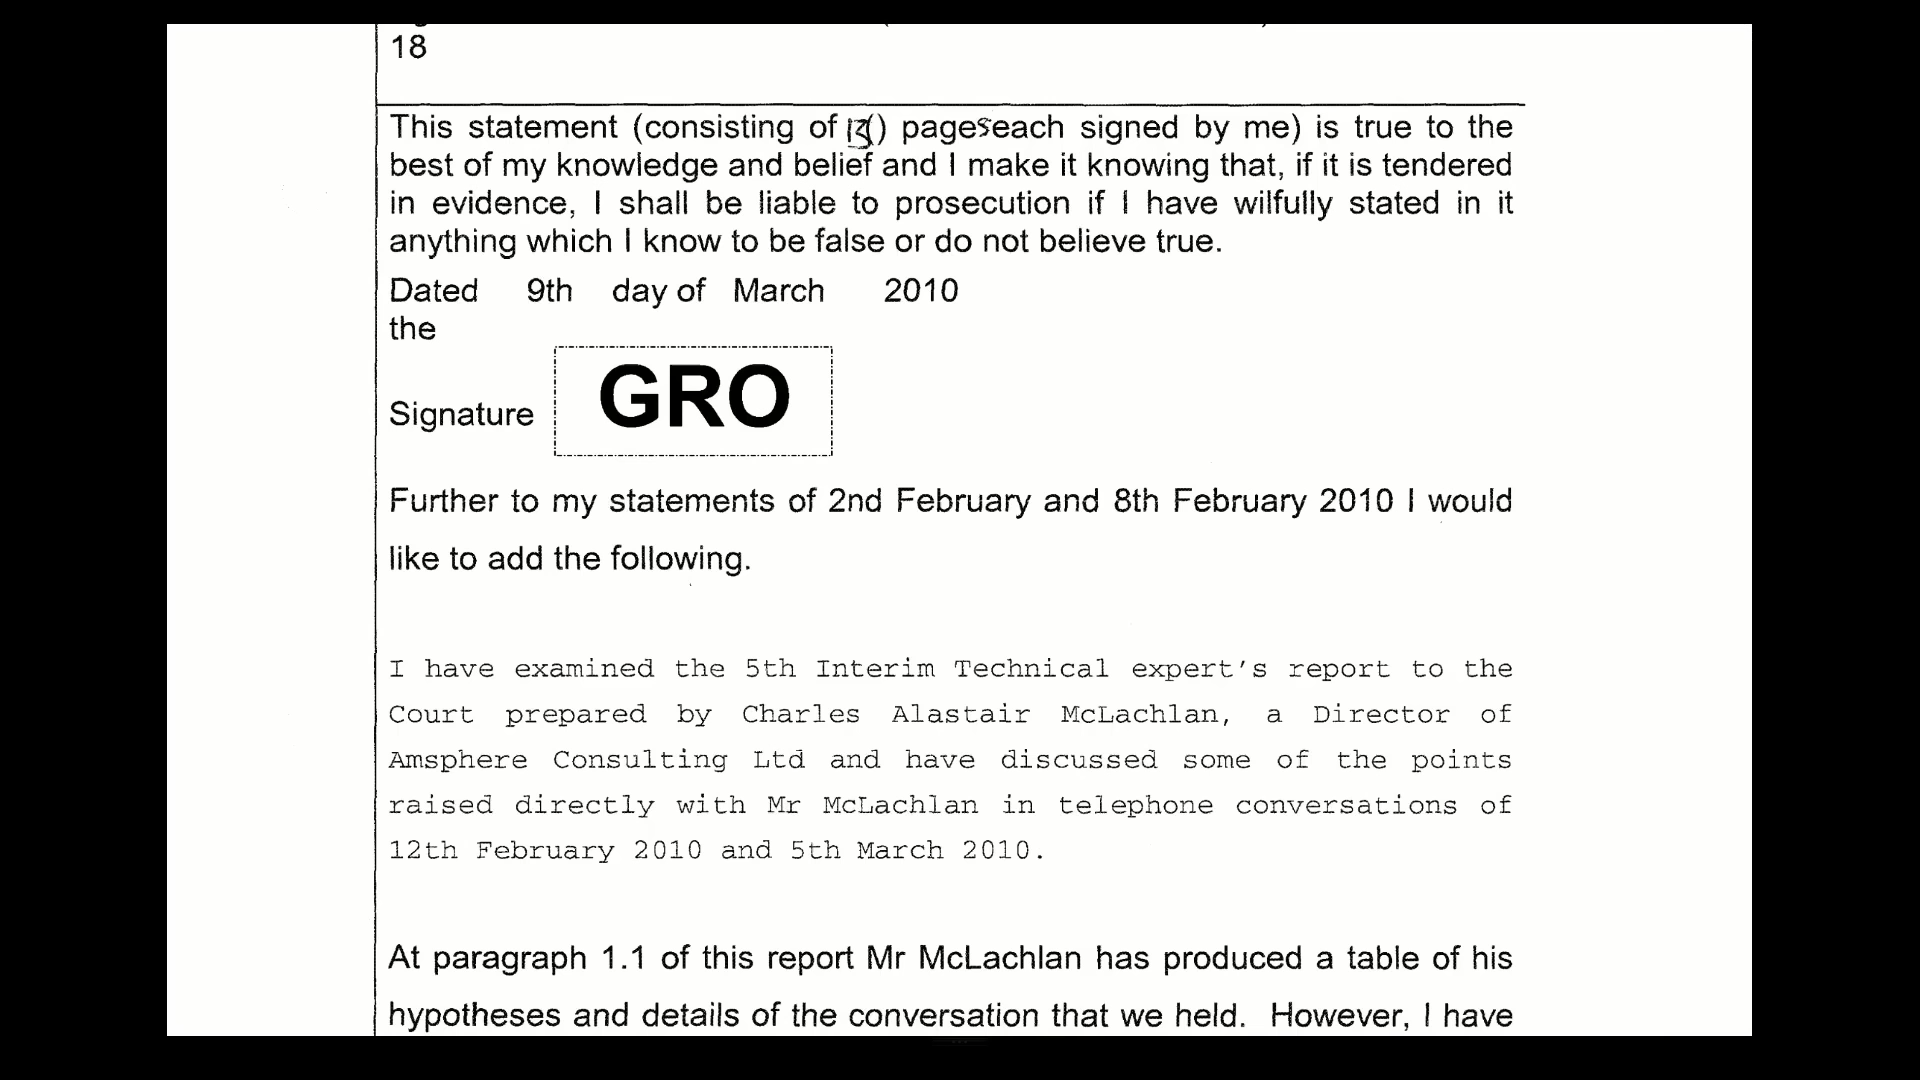 18
This statement (consisting of 13() pages each signed by me) is true to the
best of my knowledge and belief and I make it knowing that, if it is tendered
in evidence, I shall be liable to prosecution if I have wilfully stated in it
anything which I know to be false or do not believe true.
Dated 9th day of March 2010
the
Signature GRO
Further to my statements of 2nd February and 8th February 2010 I would
like to add the following.
I have examined the 5th Interim Technical expert's report to the
Court prepared by Charles Alastair McLachlan, a Director of
Amsphere Consulting Ltd and have discussed some of the points
raised directly with Mr McLachlan in telephone conversations of
12th February 2010 and 5th March 2010.
At paragraph 1.1 of this report Mr McLachlan has produced a table of his
hypotheses and details of the conversation that we held. However, I have